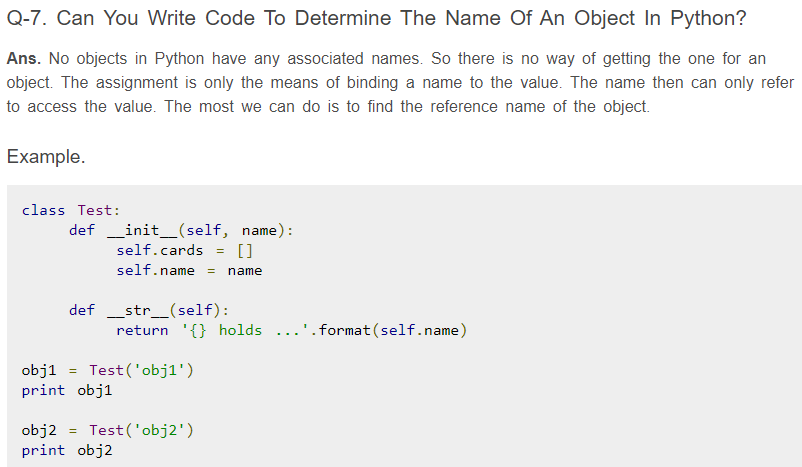 Q-7. Can You Write Code To Determine The Name Of An Object In Python?
Ans. No objects in Python have any associated names. So there is no way of getting the one for an
object. The assignment is only the means of binding a name to the value. The name then can only refer
to access the value. The most we can do is to find the reference name of the object.
Example.
class Test:
    def __init__(self, name):
        self.cards = []
        self.name = name
    def __str__(self):
        return '{} holds ...'.format(self.name)
obj1 = Test('obj1')
print obj1
obj2 = Test('obj2')
print obj2